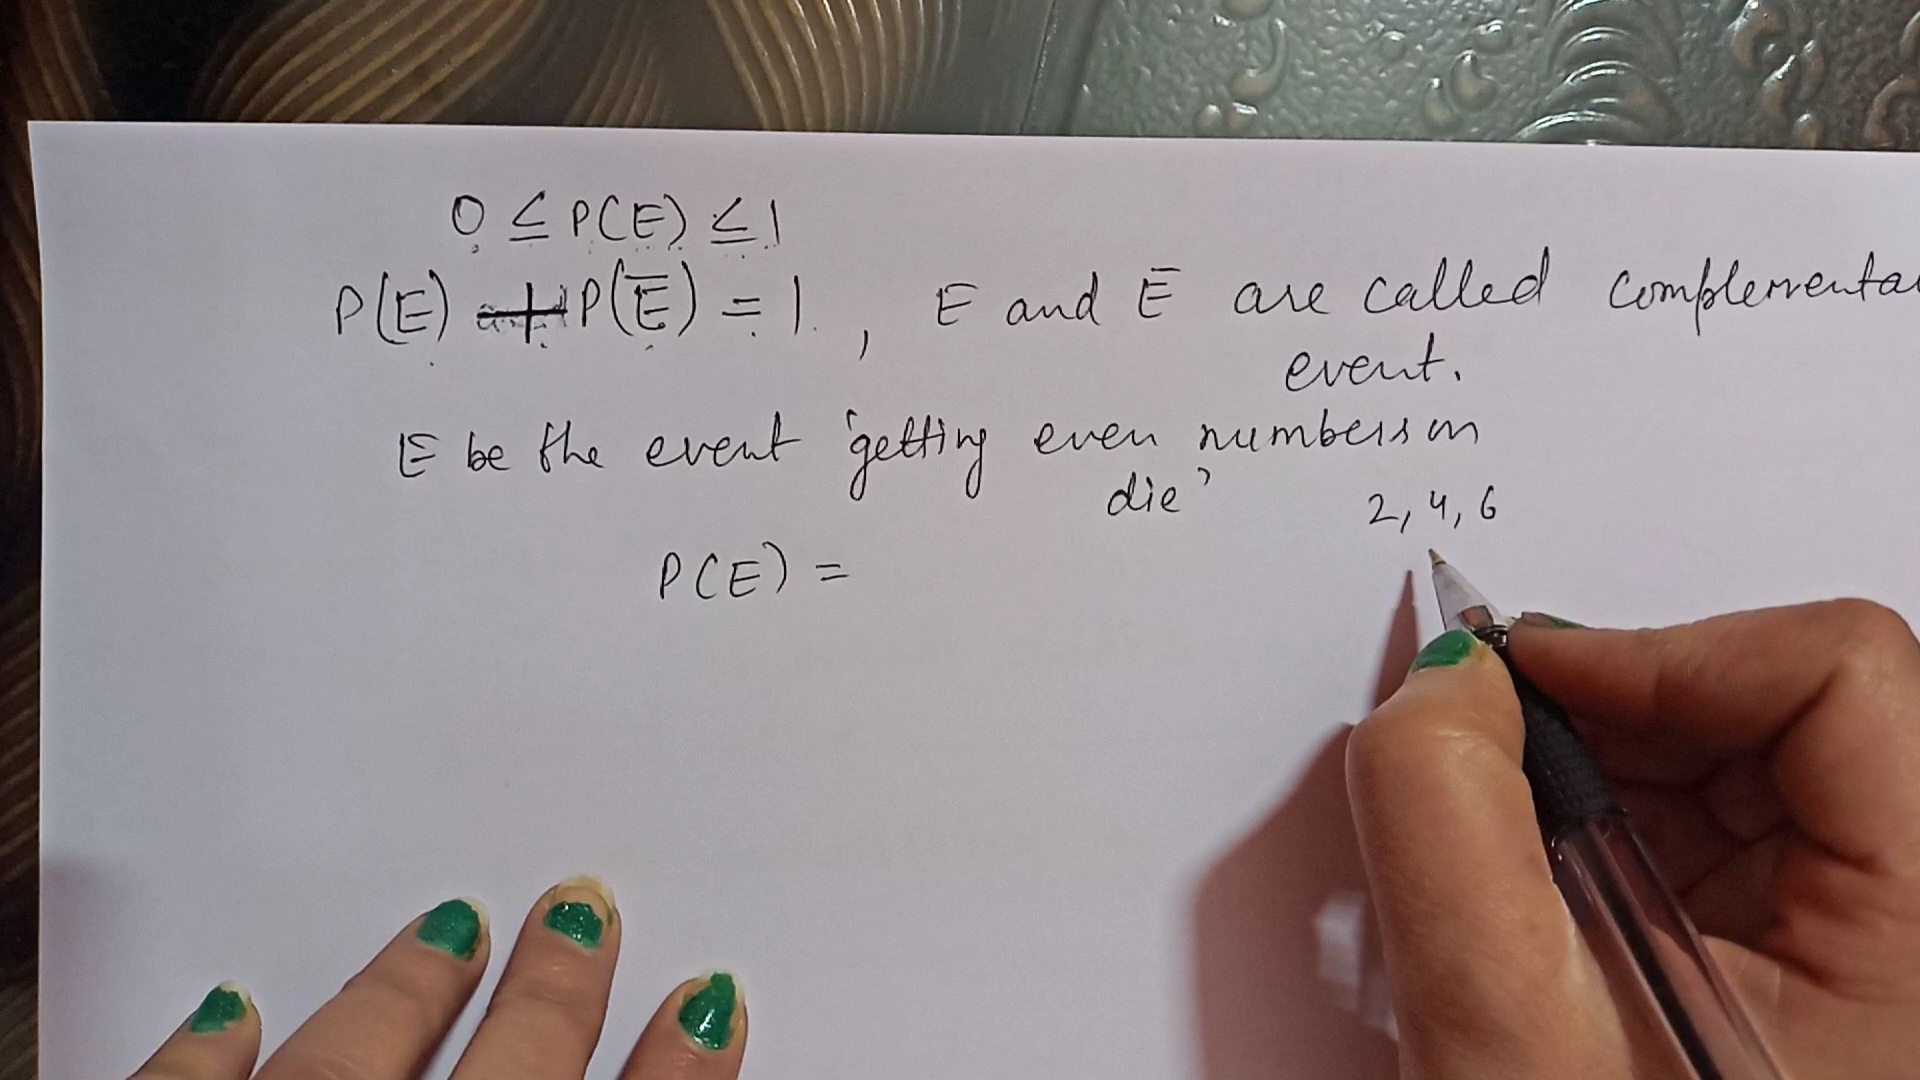 0 ≤ P(E) ≤ 1
P(E) + P(E̅) = 1 , E and E̅ are called complementa
event.
E be the event 'getting even numbers on
die'
2, 4, 6
P(E) =